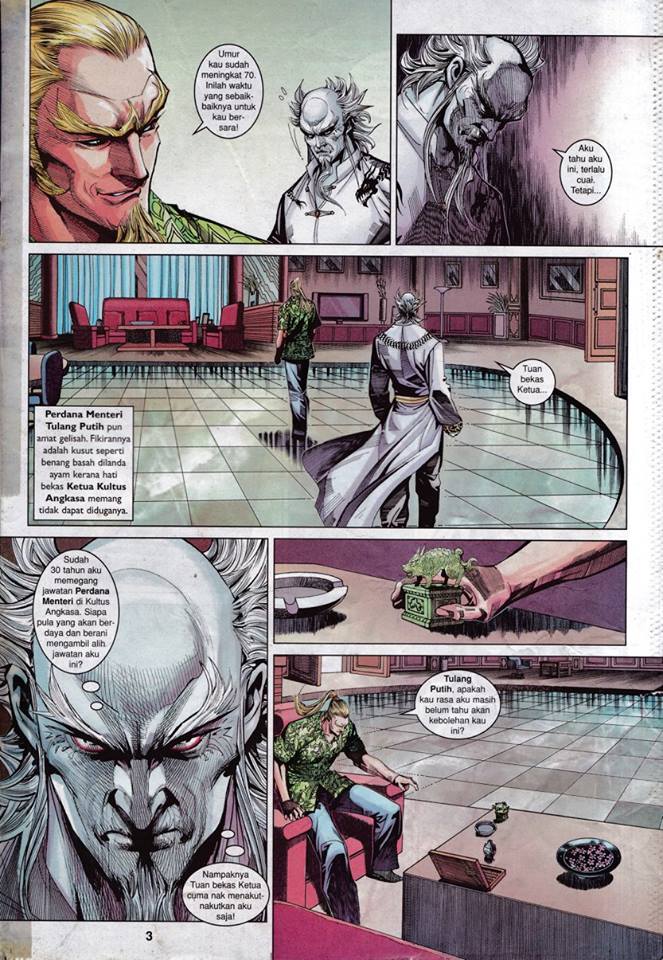 Umur
kau sudah
meningkat 70.
Inilah waktu
yang sebaik-
baiknya untuk
kau ber-
sara!
Aku
tahu aku
ini, terlalu
cuai.
Tetapi...
Tuan
bekas
Ketua...
Perdana Menteri
Tulang Putih pun
amat gelisah. Fikirannya
adalah kusut seperti
benang basah dilanda
ayam kerana hati
bekas Ketua Kultus
Angkasa memang
tidak dapat diduganya.
Sudah
30 tahun aku
memegang
jawatan Perdana
Menteri di Kultus
Angkasa. Siapa
pula yang akan ber-
daya dan berani
mengambil alih
jawatan aku
ini?
Nampaknya
Tuan bekas Ketua
cuma nak menakut-
nakutkan aku
saja!
Tulang
Putih, apakah
kau rasa aku masih
belum tahu akan
kebolehan kau
ini?
3